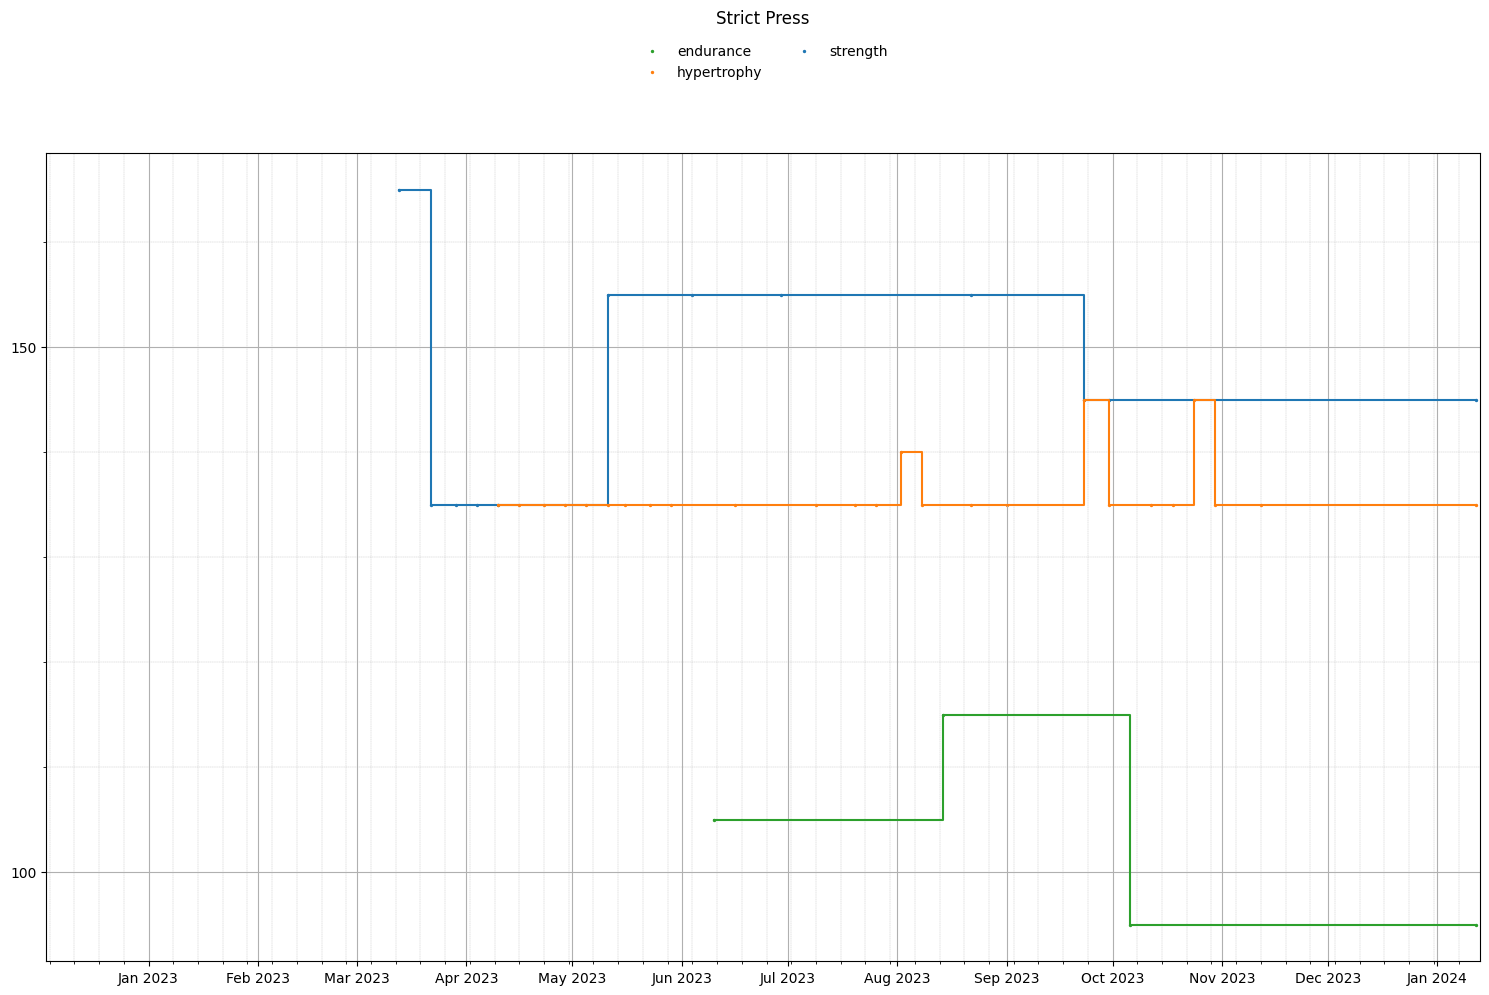 Strict Press
endurance
strength
hypertrophy
150
100
Jan 2023
Feb 2023
Mar 2023
Apr 2023
May 2023
Jun 2023
Jul 2023
Aug 2023
Sep 2023
Oct 2023
Nov 2023
Dec 2023
Jan 2024